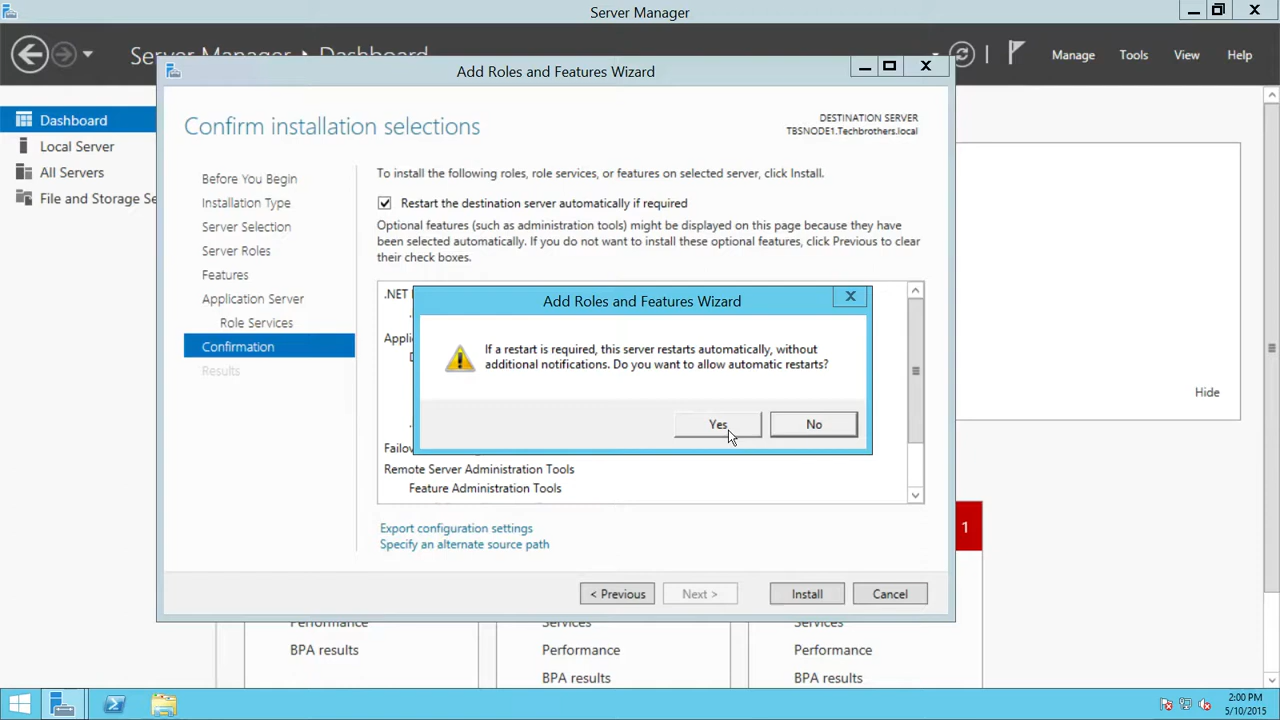 Server Manager
Server Manager Dashboard
Manage
Tools
View
Help
Dashboard
Local Server
All Servers
File and Storage Se
Add Roles and Features Wizard
Confirm installation selections
DESTINATION SERVER
TBSNODE1.Techbrothers.local
Before You Begin
Installation Type
Server Selection
Server Roles
Features
Application Server
Role Services
Confirmation
Results
To install the following roles, role services, or features on selected server, click Install.
Restart the destination server automatically if required
Optional features (such as administration tools) might be displayed on this page because they have
been selected automatically. If you do not want to install these optional features, click Previous to clear
their check boxes.
.NET
Add Roles and Features Wizard
If a restart is required, this server restarts automatically, without
additional notifications. Do you want to allow automatic restarts?
Yes
No
Remote Server Administration Tools
Feature Administration Tools
Export configuration settings
Specify an alternate source path
< Previous
Next >
Install
Cancel
Hide
1
Performance
BPA results
Services
Performance
BPA results
Services
Performance
BPA results
2:00 PM
5/10/2015